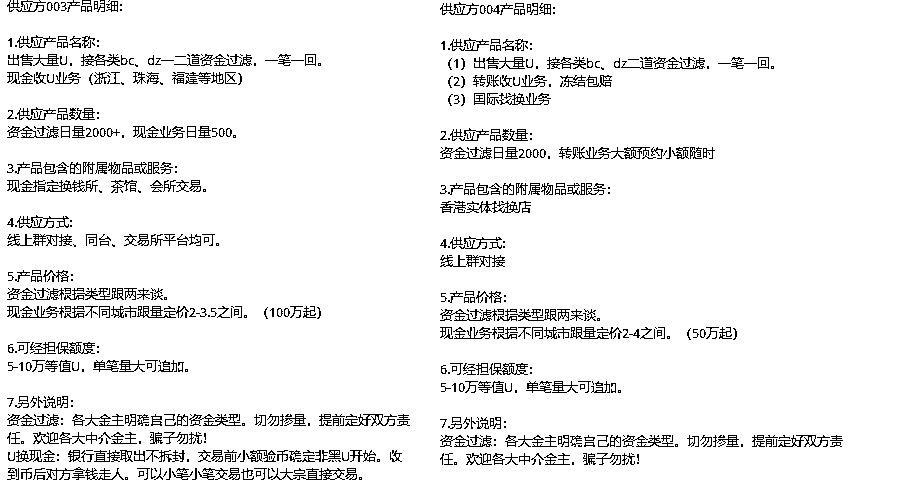 供应方003产品明细:
1.供应产品名称:
出售大量U，接各类bc、dz一二道资金过滤，一笔一回。
现金收U业务（浙江、珠海、福建等地区）
2.供应产品数量:
资金过滤日量2000+，现金业务日量500。
3.产品包含的附属物品或服务:
现金指定换钱所、茶馆、会所交易。
4.供应方式:
线上群对接、同台、交易所平台均可。
5.产品价格:
资金过滤根据类型跟两来谈。
现金业务根据不同城市跟量定价2-3.5之间。（100万起）
6.可经担保额度:
5-10万等值U，单笔量大可追加。
7.另外说明:
资金过滤：各大金主明确自己的资金类型。切勿掺量，提前定好双方责
任。欢迎各大中介金主，骗子勿扰！
U换现金：银行直接取出不拆封，交易前小额验币确定非黑U开始。收
到币后对方拿钱走人。可以小笔小笔交易也可以大宗直接交易。
供应方004产品明细:
1.供应产品名称:
（1）出售大量U，接各类bc、dz二道资金过滤，一笔一回。
（2）转账收U业务，冻结包赔
（3）国际找换业务
2.供应产品数量:
资金过滤日量2000，转账业务大额预约小额随时
3.产品包含的附属物品或服务:
香港实体找换店
4.供应方式:
线上群对接
5.产品价格:
资金过滤根据类型跟两来谈。
现金业务根据不同城市跟量定价2-4之间。（50万起）
6.可经担保额度:
5-10万等值U，单笔量大可追加。
7.另外说明:
资金过滤：各大金主明确自己的资金类型。切勿掺量，提前定好双方责
任。欢迎各大中介金主，骗子勿扰！